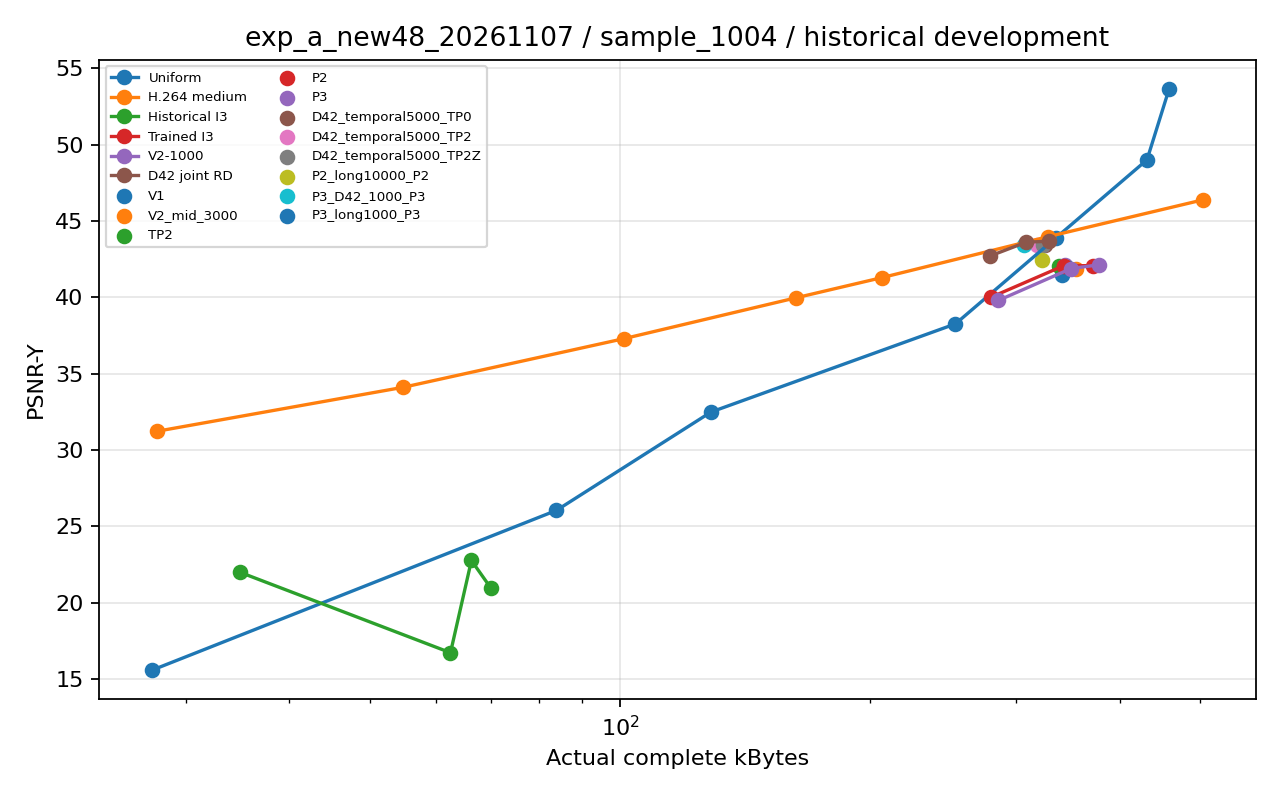 exp_a_new48_20261107 / sample_1004 / historical development
Uniform
H.264 medium
Historical I3
Trained I3
V2-1000
D42 joint RD
V1
V2_mid_3000
TP2
P2
P3
D42_temporal5000_TP0
D42_temporal5000_TP2
D42_temporal5000_TP2Z
P2_long10000_P2
P3_D42_1000_P3
P3_long1000_P3
55
50
45
40
35
30
25
20
15
PSNR-Y
10²
Actual complete kBytes